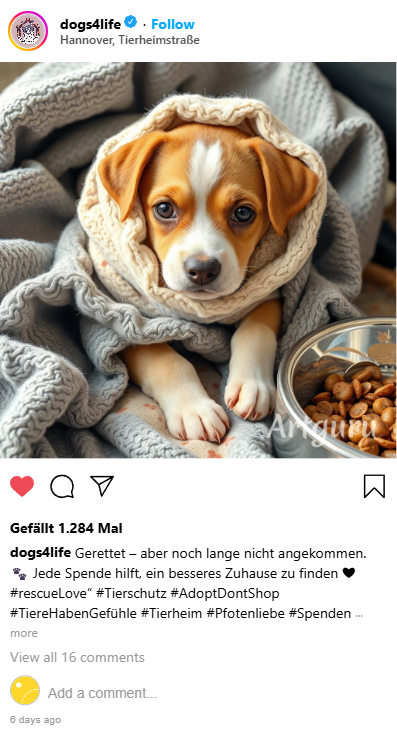 dogs4life · Follow
Hannover, Tierheimstraße
Artguru
Gefällt 1.284 Mal
dogs4life Gerettet – aber noch lange nicht angekommen.
🐾 Jede Spende hilft, ein besseres Zuhause zu finden 🖤
#rescueLove“ #Tierschutz #AdoptDontShop
#TiereHabenGefühle #Tierheim #Pfotenliebe #Spenden ...
more
View all 16 comments
Add a comment...
6 days ago